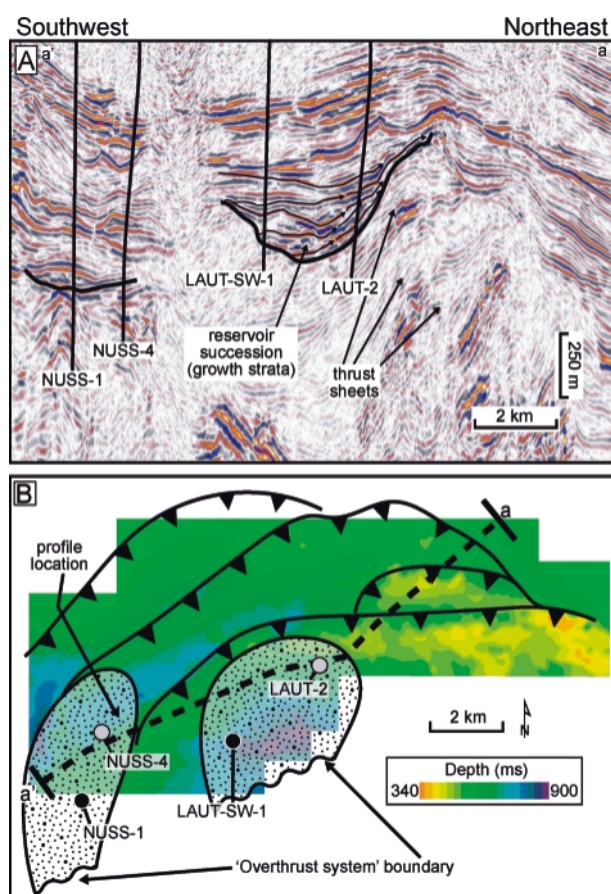 Southwest
Northeast
A
a'
a
LAUT-SW-1
LAUT-2
NUSS-4
NUSS-1
reservoir
succession
(growth strata)
thrust
sheets
250 m
2 km
B
profile
location
a
LAUT-2
NUSS-4
2 km
N
a'
LAUT-SW-1
NUSS-1
Depth (ms)
340
900
'Overthrust system' boundary